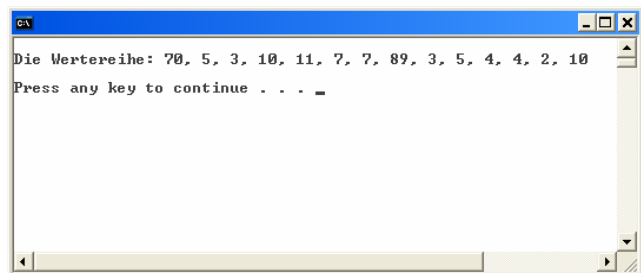 C:\
Die Wertereihe: 70, 5, 3, 10, 11, 7, 7, 89, 3, 5, 4, 4, 2, 10
Press any key to continue . . . _